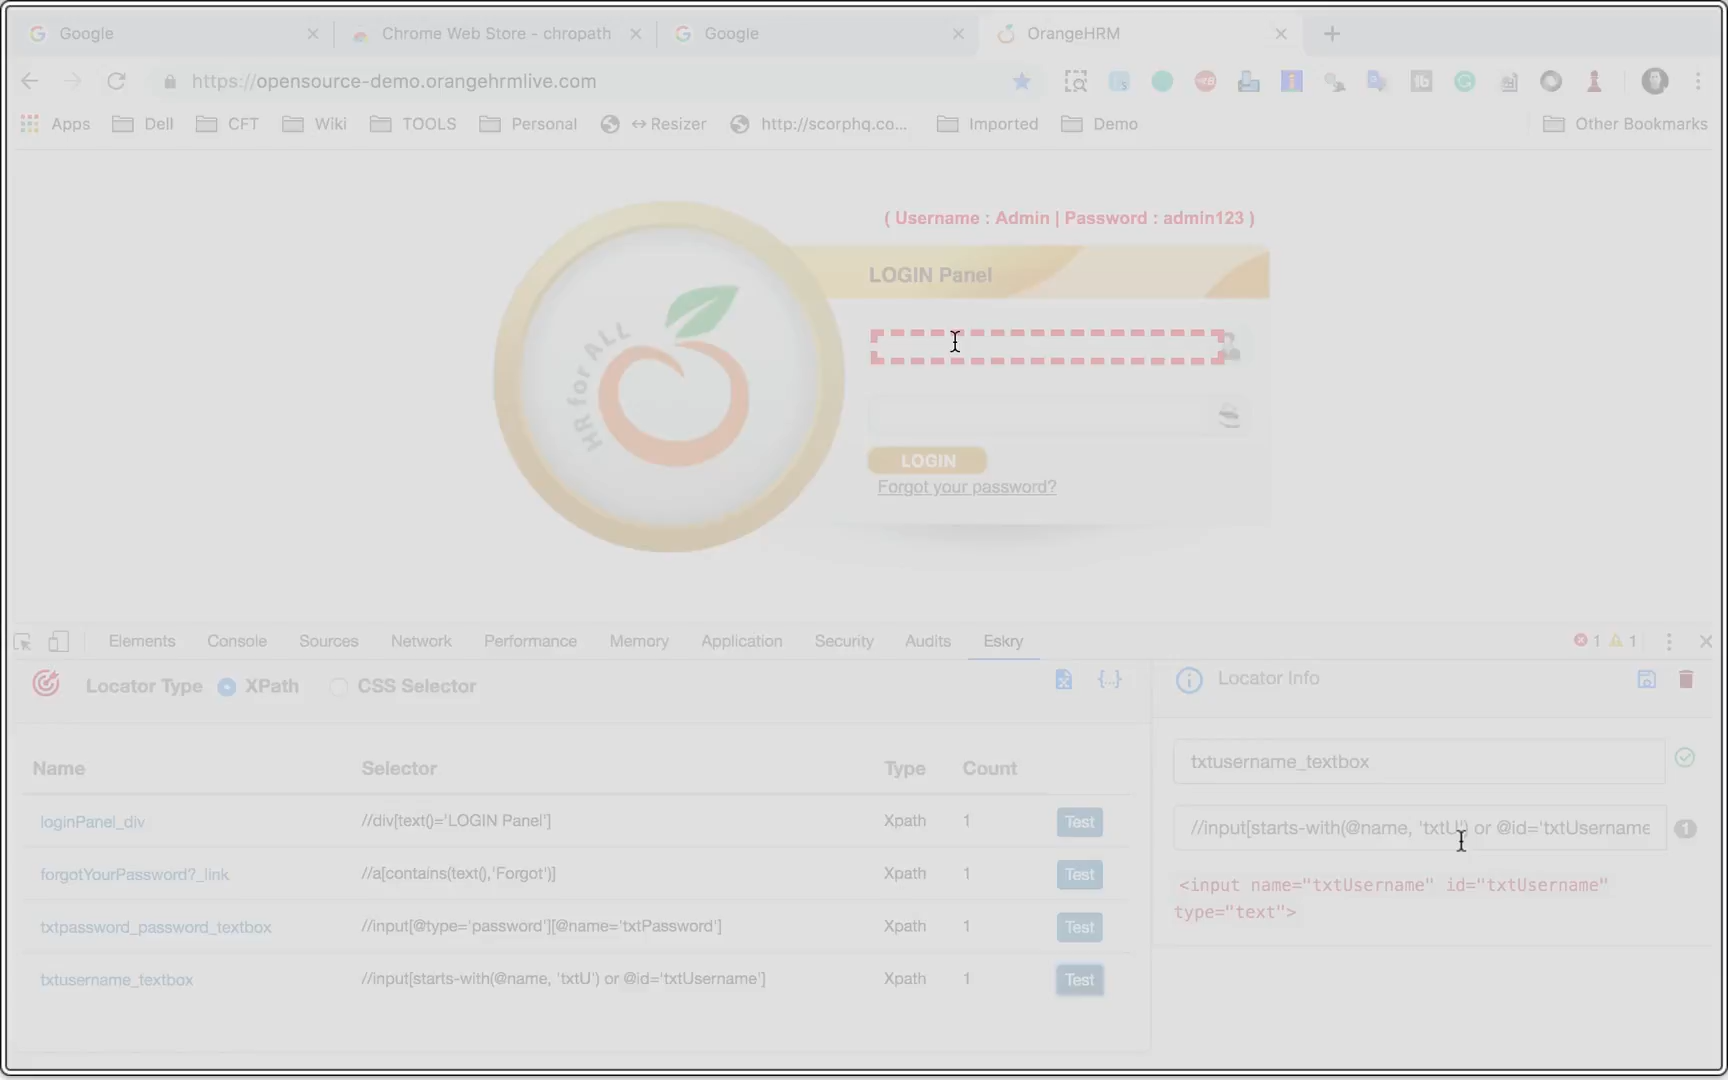 Google
Chrome Web Store - chropath
Google
OrangeHRM
https://opensource-demo.orangehrmlive.com
Apps
Dell
CFT
Wiki
TOOLS
Personal
↔Resizer
http://scorphq.co...
Imported
Demo
Other Bookmarks
( Username : Admin | Password : admin123 )
LOGIN Panel
HR for ALL
LOGIN
Forgot your password?
Elements
Console
Sources
Network
Performance
Memory
Application
Security
Audits
Eskry
1
1
Locator Type
XPath
CSS Selector
{...}
Locator Info
Name
Selector
Type
Count
loginPanel_div
//div[text()='LOGIN Panel']
Xpath
1
Test
forgotYourPassword?_link
//a[contains(text(),'Forgot')]
Xpath
1
Test
txtpassword_password_textbox
//input[@type='password'][@name='txtPassword']
Xpath
1
Test
txtusername_textbox
//input[starts-with(@name, 'txtU') or @id='txtUsername']
Xpath
1
Test
txtusername_textbox
//input[starts-with(@name, 'txtU') or @id='txtUsername
1
<input name="txtUsername" id="txtUsername"
type="text">